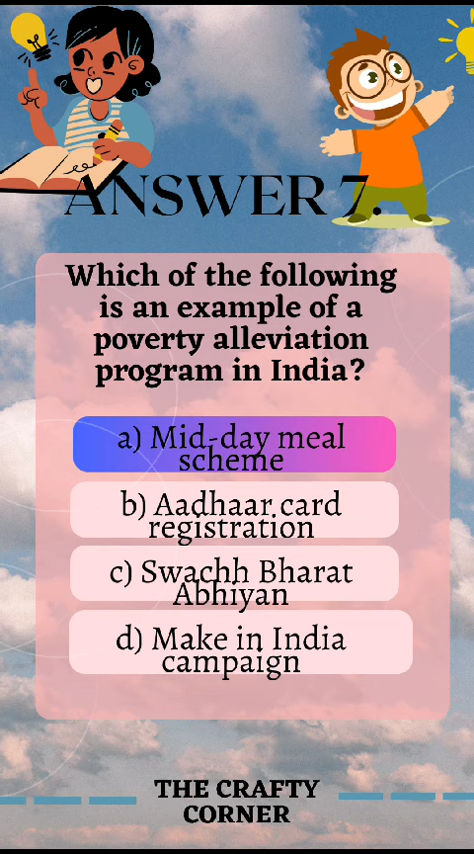 ANSWER 7.
Which of the following
is an example of a
poverty alleviation
program in India?
a) Mid-day meal
scheme
b) Aadhaar card
registration
c) Swachh Bharat
Abhiyan
d) Make in India
campaign
THE CRAFTY
CORNER